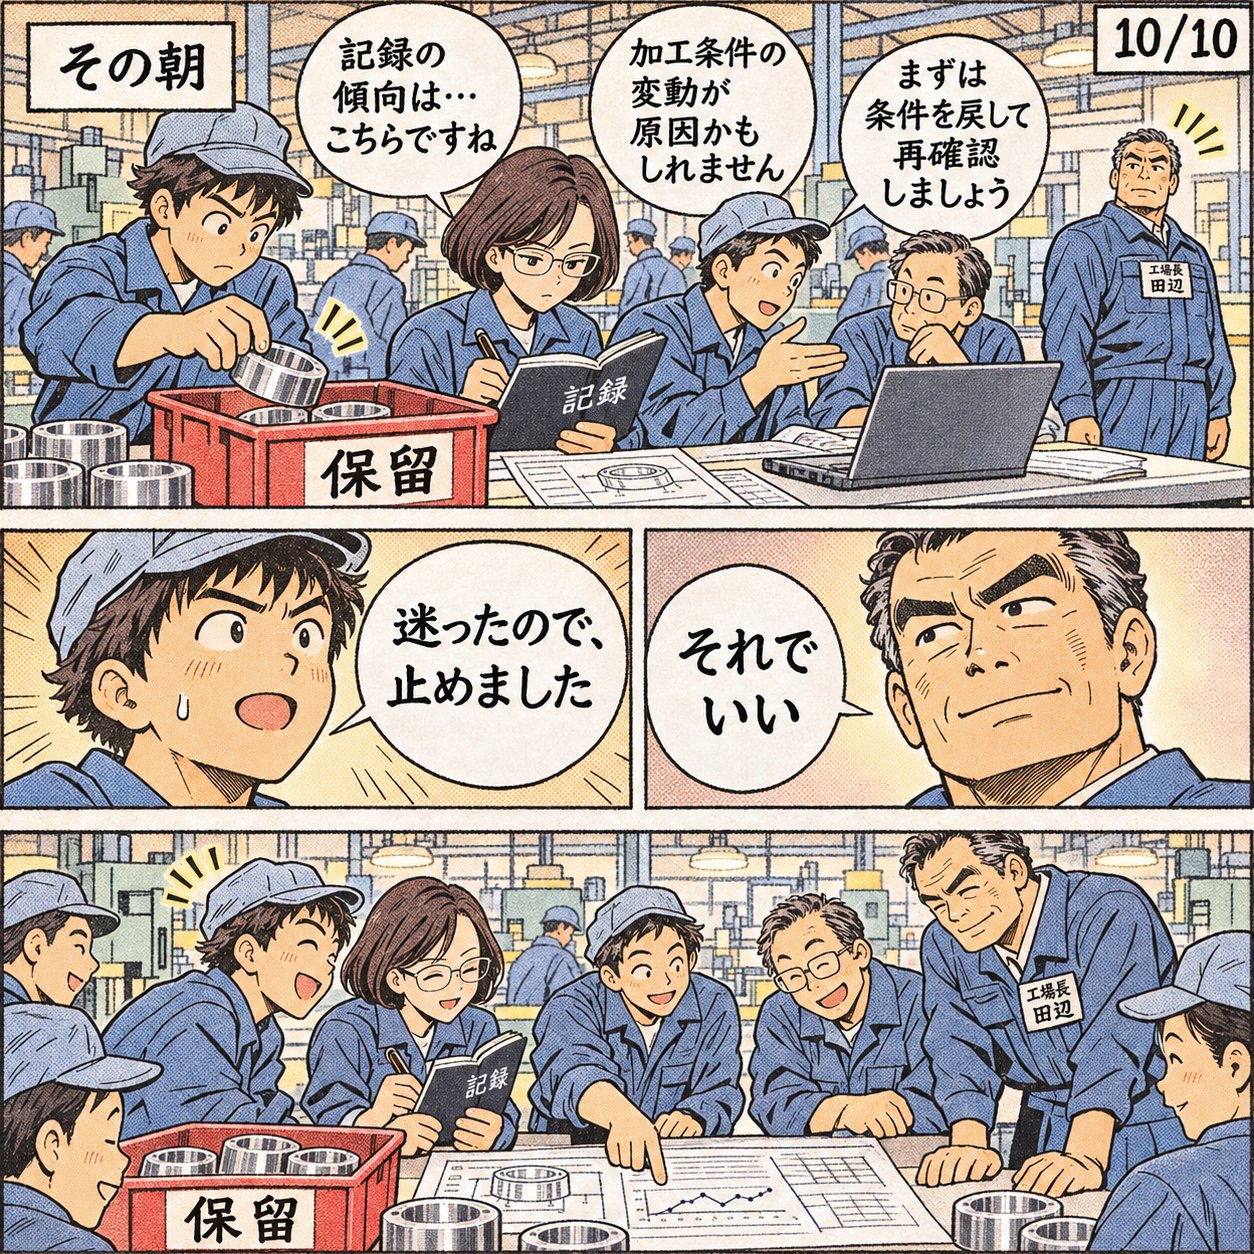 その朝
10/10
記録の
傾向は…
こちらですね
加工条件の
変動が
原因かも
しれません
まずは
条件を戻して
再確認
しましょう
工場長
田辺
記録
保留
迷ったので、
止めました
それで
いい
工場長
田辺
記録
保留